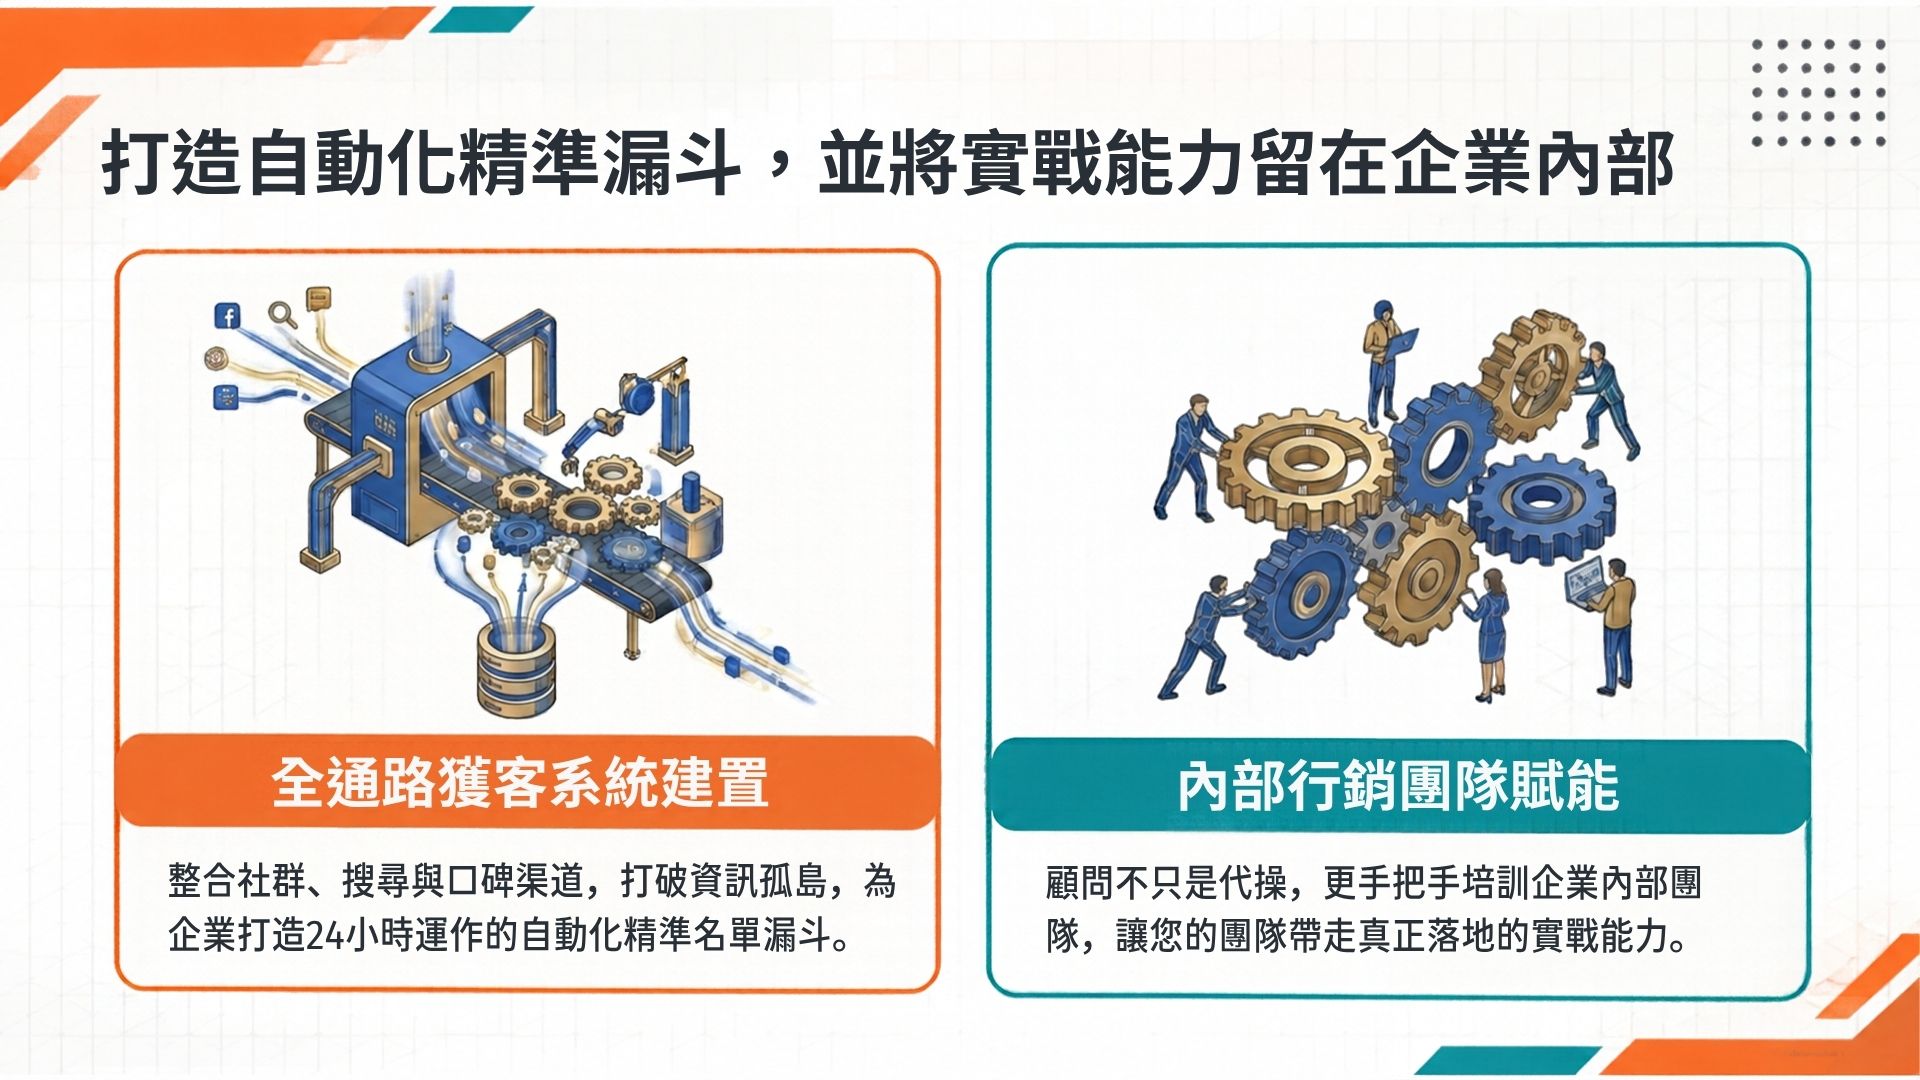 打造自動化精準漏斗，並將實戰能力留在企業內部
全通路獲客系統建置
整合社群、搜尋與口碑渠道，打破資訊孤島，為
企業打造24小時運作的自動化精準名單漏斗。
內部行銷團隊賦能
顧問不只是代操，更手把手培訓企業內部團
隊，讓您的團隊帶走真正落地的實戰能力。